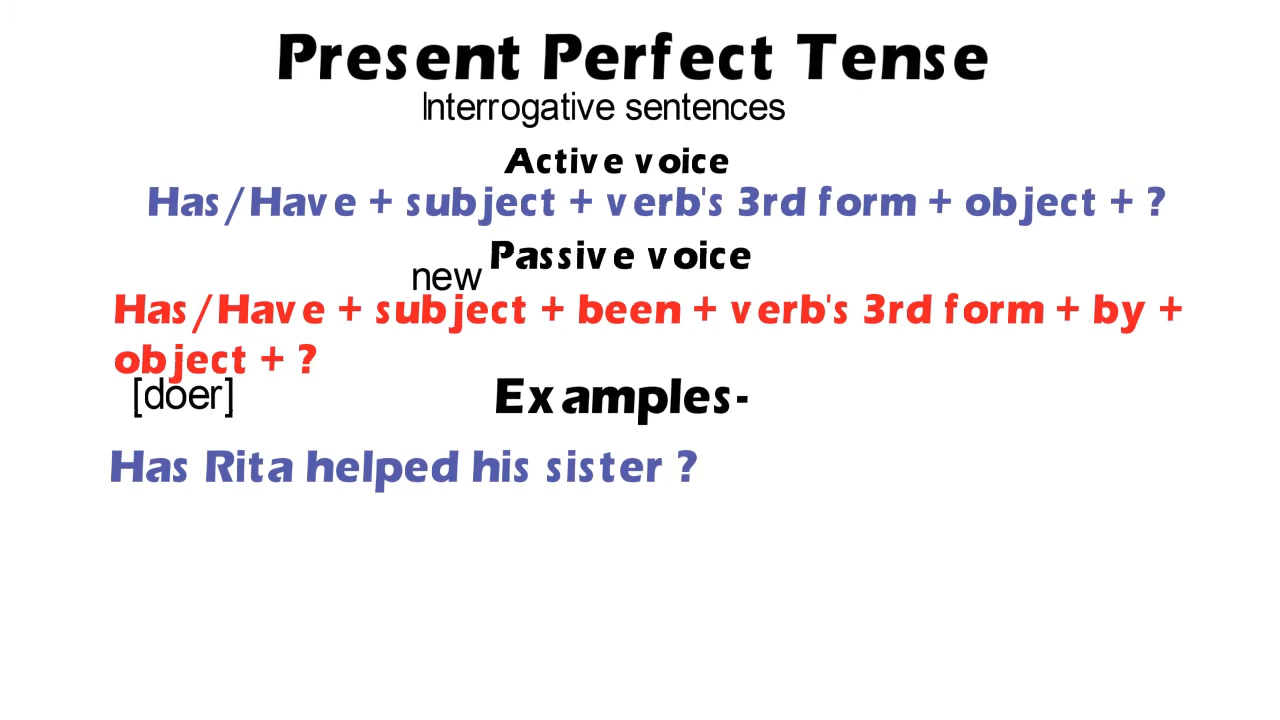 Present Perfect Tense
Interrogative sentences
Active voice
Has/Have + subject + verb's 3rd form + object + ?
Passive voice
new
Has/Have + subject + been + verb's 3rd form + by +
object + ?
[doer]
Examples-
Has Rita helped his sister ?